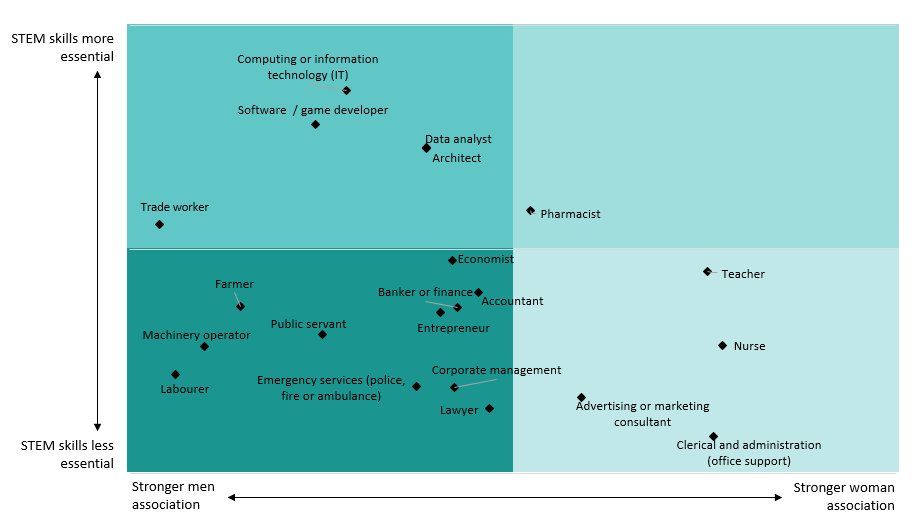 STEM skills more
essential
Computing or information
technology (IT)
Software / game developer
Data analyst
Architect
Trade worker
Pharmacist
Economist
Teacher
Farmer
Banker or finance
Accountant
Public servant
Entrepreneur
Machinery operator
Nurse
Labourer
Emergency services (police,
fire or ambulance)
Corporate management
Lawyer
Advertising or marketing
consultant
Clerical and administration
(office support)
STEM skills less
essential
Stronger men
association
Stronger woman
association